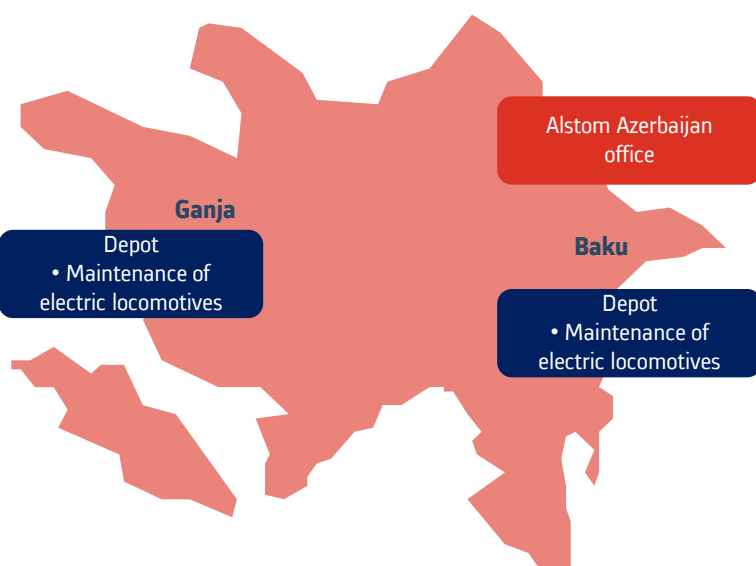 Alstom Azerbaijan
office
Ganja
Depot
• Maintenance of
electric locomotives
Baku
Depot
• Maintenance of
electric locomotives